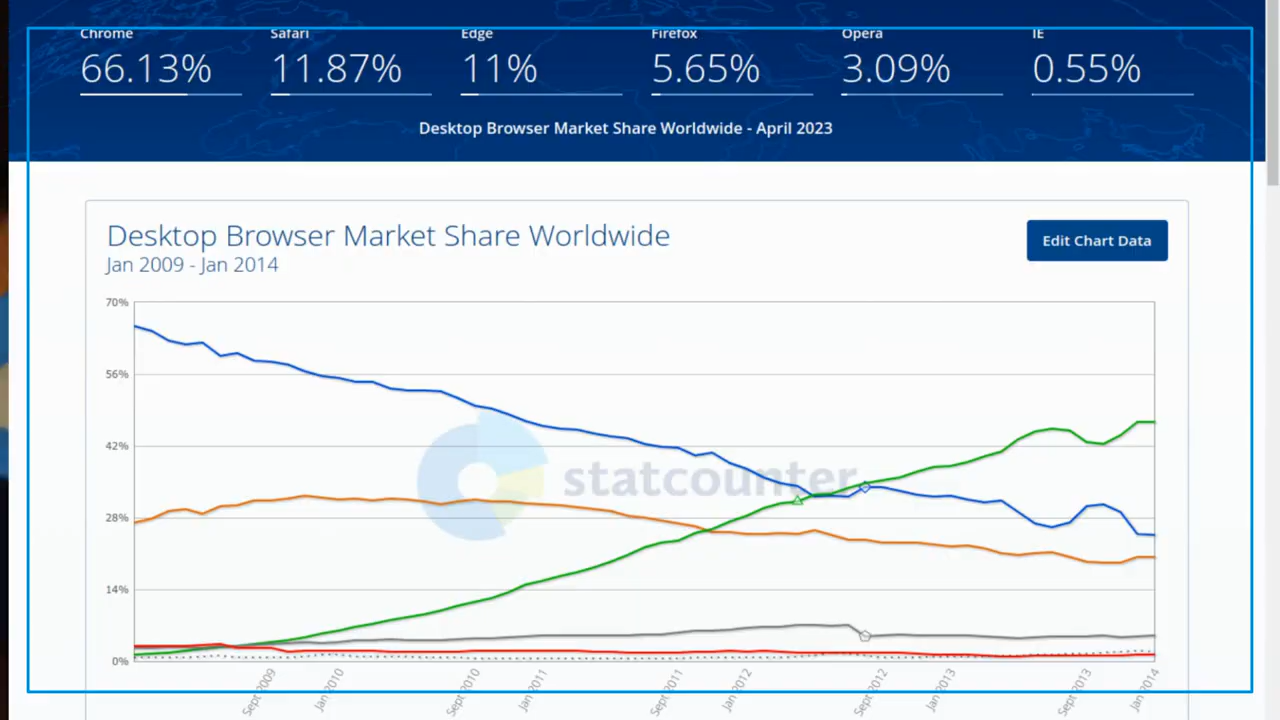 Chrome Safari Edge Firefox Opera IE
66.13% 11.87% 11% 5.65% 3.09% 0.55%
Desktop Browser Market Share Worldwide - April 2023
Desktop Browser Market Share Worldwide
Edit Chart Data
Jan 2009 - Jan 2014
70%
56%
42%
statcounter
28%
14%
0%
Sept 2009 Jan 2010 Sept 2010 Jan 2011 Sept 2011 Jan 2012 Sept 2012 Jan 2013 Sept 2013 Jan 2014